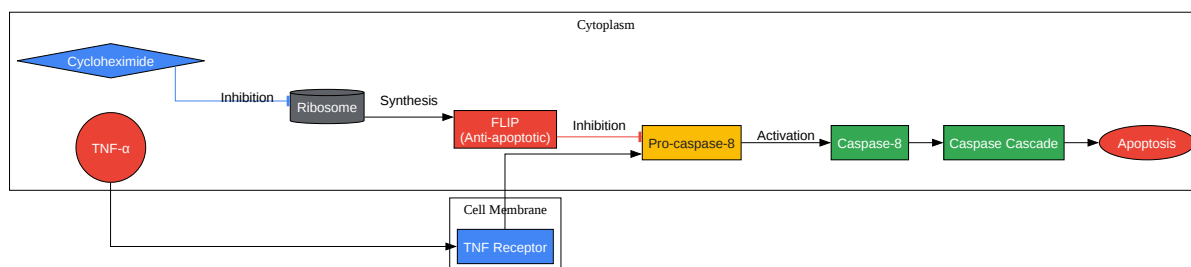 Cytoplasm
Cycloheximide
Inhibition
Ribosome
Synthesis
FLIP
(Anti-apoptotic)
Inhibition
Pro-caspase-8
Activation
Caspase-8
Caspase Cascade
Apoptosis
TNF-α
Cell Membrane
TNF Receptor